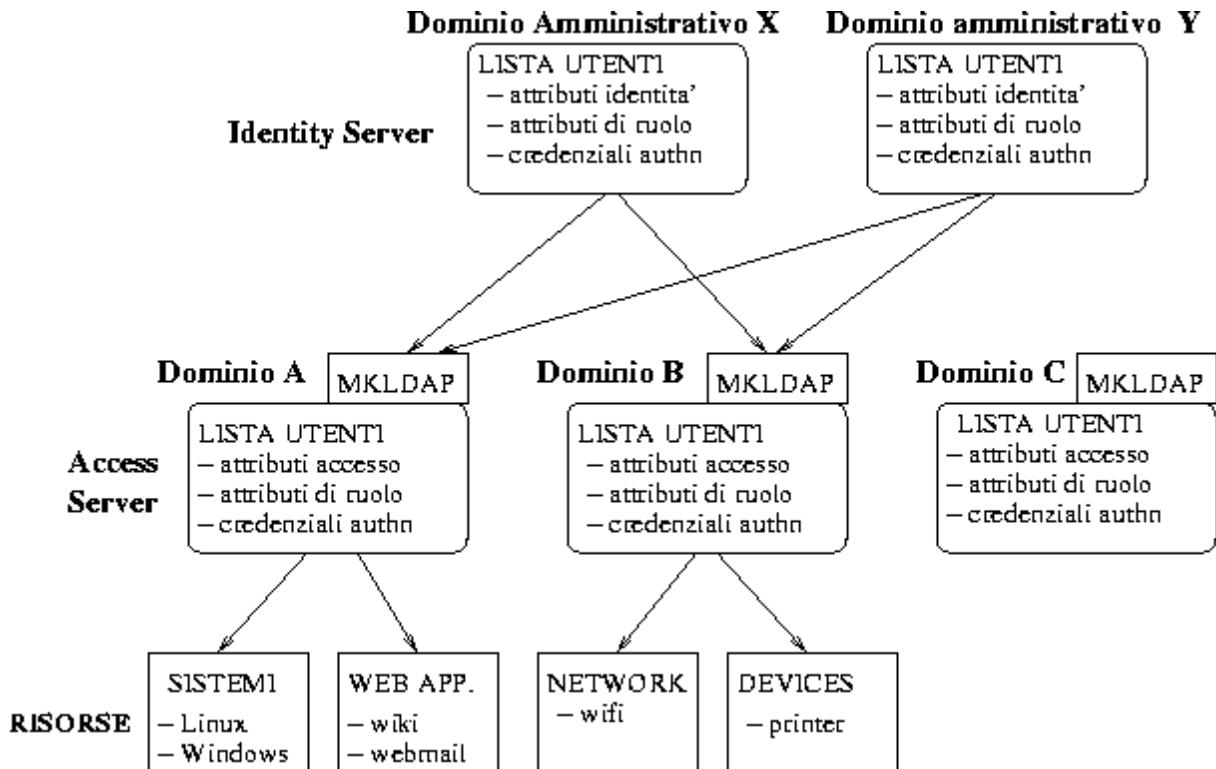 Dominio Amministrativo X
Dominio amministrativo Y
Identity Server
LISTA UTENTI
– attributi identita'
– attributi di ruolo
– credenziali authn
LISTA UTENTI
– attributi identita'
– attributi di ruolo
– credenziali authn
Dominio A
MKLDAP
Dominio B
MKLDAP
Dominio C
MKLDAP
Access
Server
LISTA UTENTI
– attributi accesso
– attributi di ruolo
– credenziali authn
LISTA UTENTI
– attributi accesso
– attributi di ruolo
– credenziali authn
LISTA UTENTI
– attributi accesso
– attributi di ruolo
– credenziali authn
RISORSE
SISTEMI
– Linux
– Windows
WEB APP.
– wiki
– webmail
NETWORK
– wifi
DEVICES
– printer